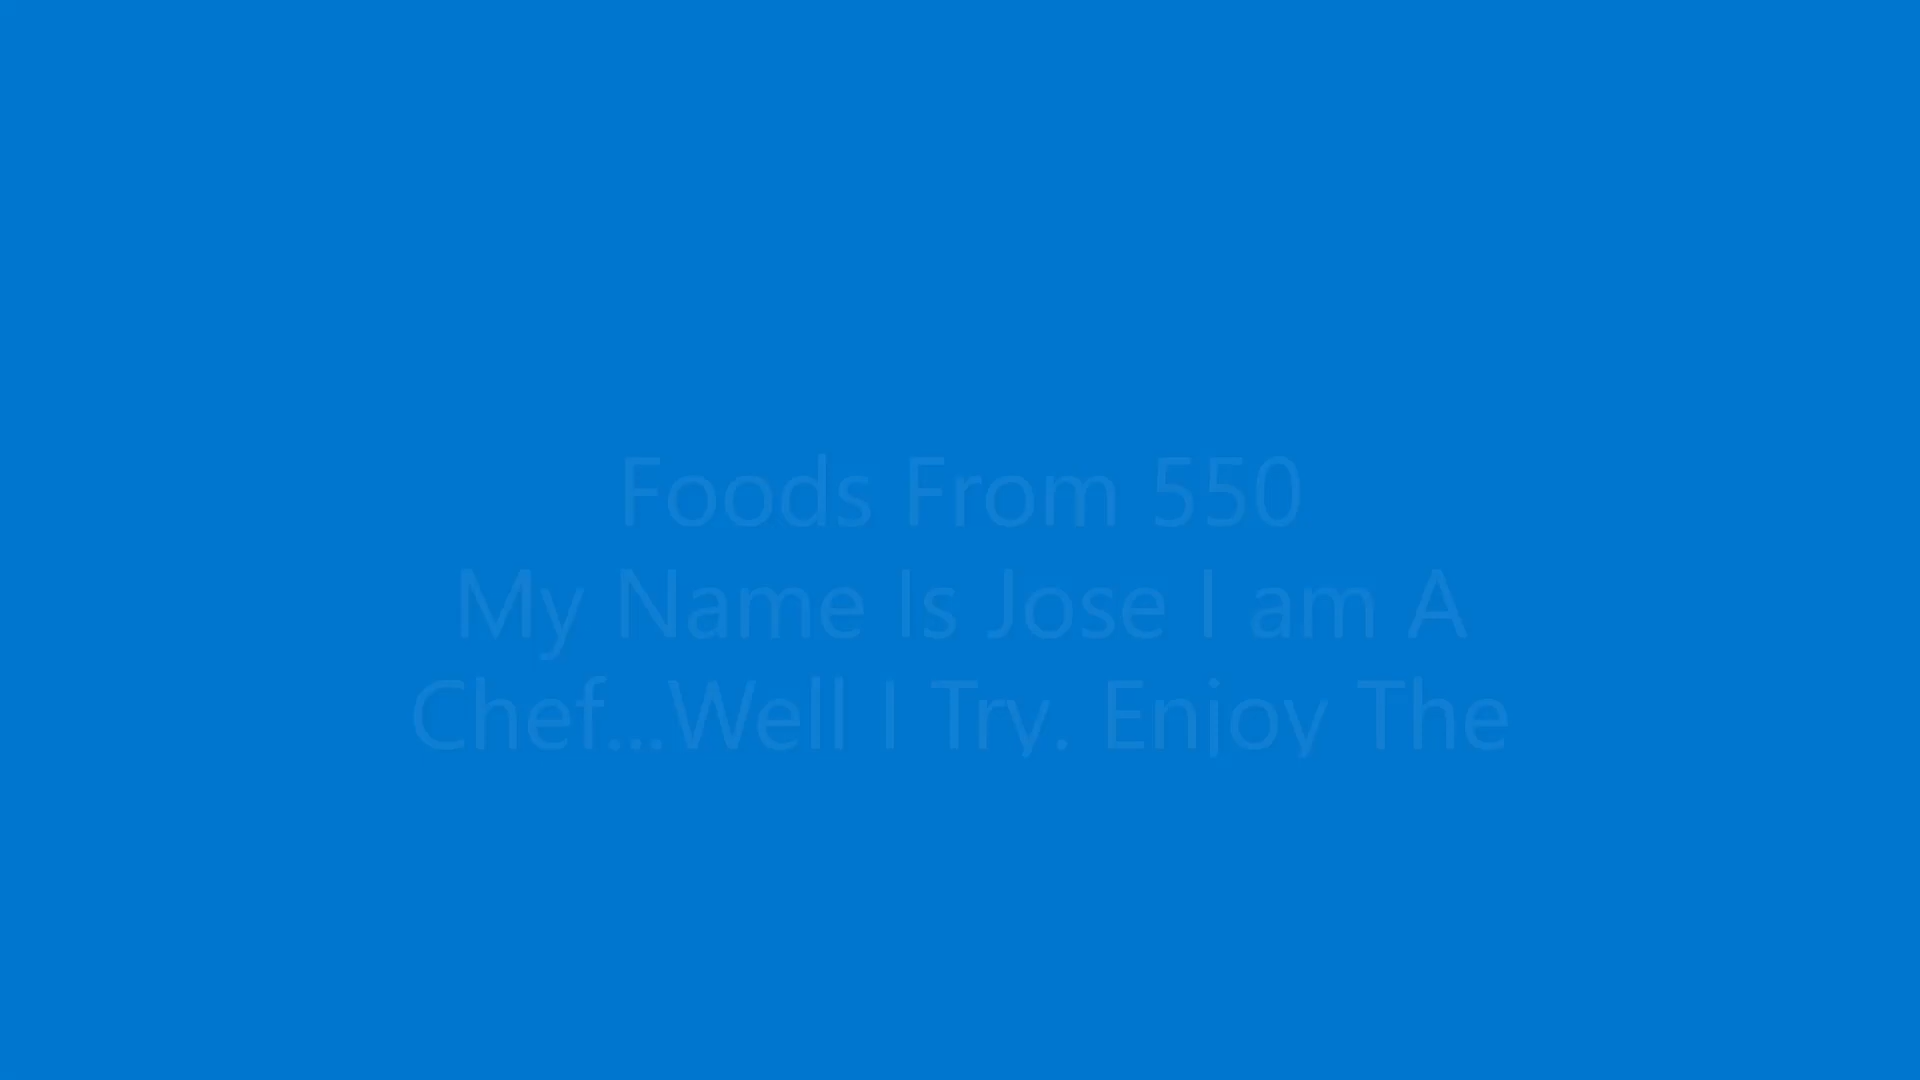 Foods From 550
My Name Is Jose I am A
Chef...Well I Try. Enjoy The